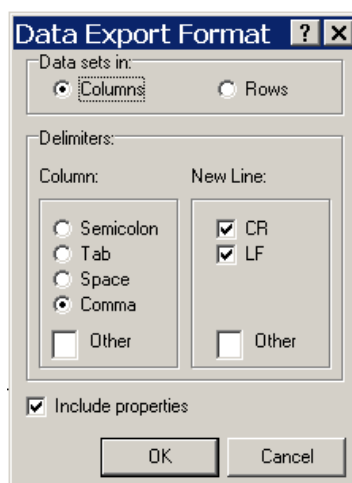 Data Export Format ? ×
Data sets in:
Columns Rows
Delimiters:
Column: New Line:
Semicolon CR
Tab LF
Space
Comma
Other Other
Include properties
OK Cancel